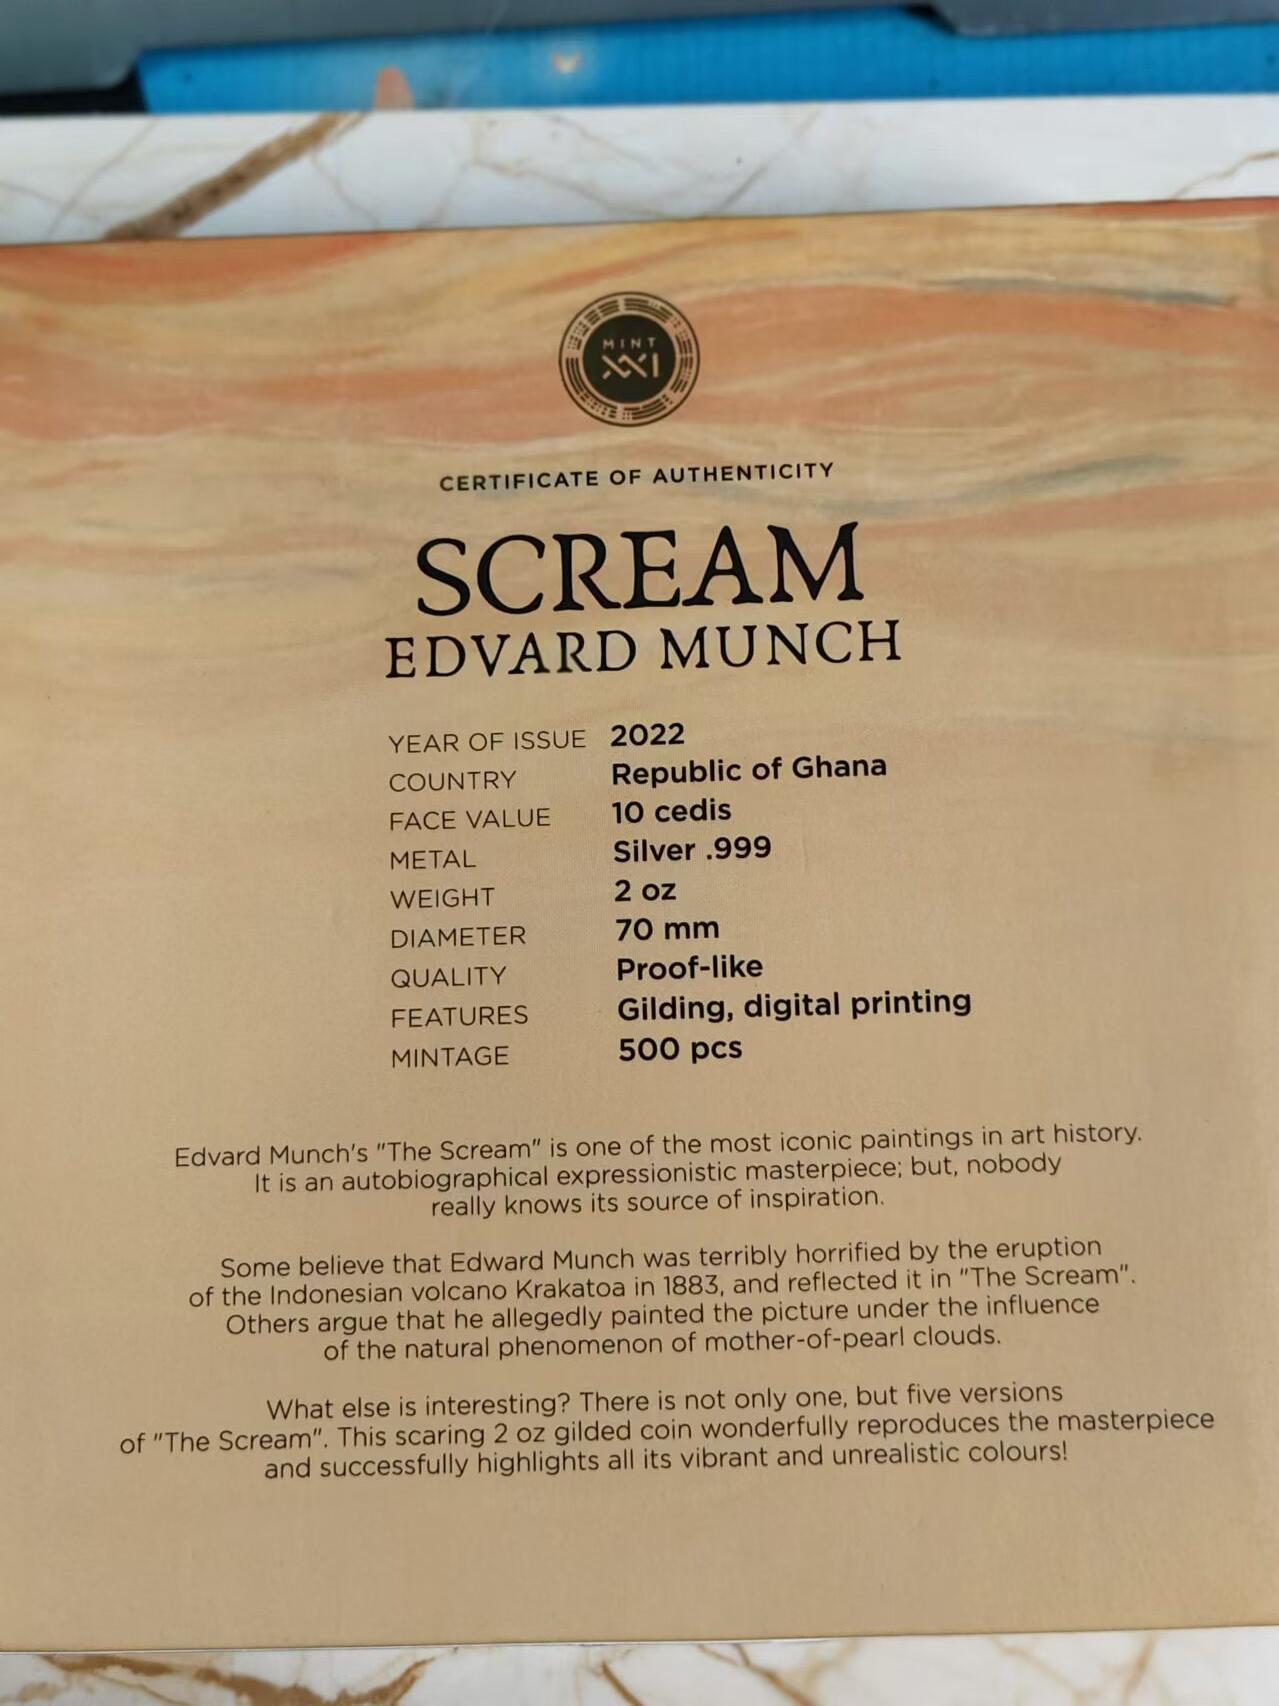 MINT
XXI
CERTIFICATE OF AUTHENTICITY
SCREAM
EDVARD MUNCH
YEAR OF ISSUE 2022
COUNTRY Republic of Ghana
FACE VALUE 10 cedis
METAL Silver .999
WEIGHT 2 oz
DIAMETER 70 mm
QUALITY Proof-like
FEATURES Gilding, digital printing
MINTAGE 500 pcs
Edvard Munch's "The Scream" is one of the most iconic paintings in art history.
It is an autobiographical expressionistic masterpiece; but, nobody
really knows its source of inspiration.
Some believe that Edward Munch was terribly horrified by the eruption
of the Indonesian volcano Krakatoa in 1883, and reflected it in "The Scream".
Others argue that he allegedly painted the picture under the influence
of the natural phenomenon of mother-of-pearl clouds.
What else is interesting? There is not only one, but five versions
of "The Scream". This scaring 2 oz gilded coin wonderfully reproduces the masterpiece
and successfully highlights all its vibrant and unrealistic colours!